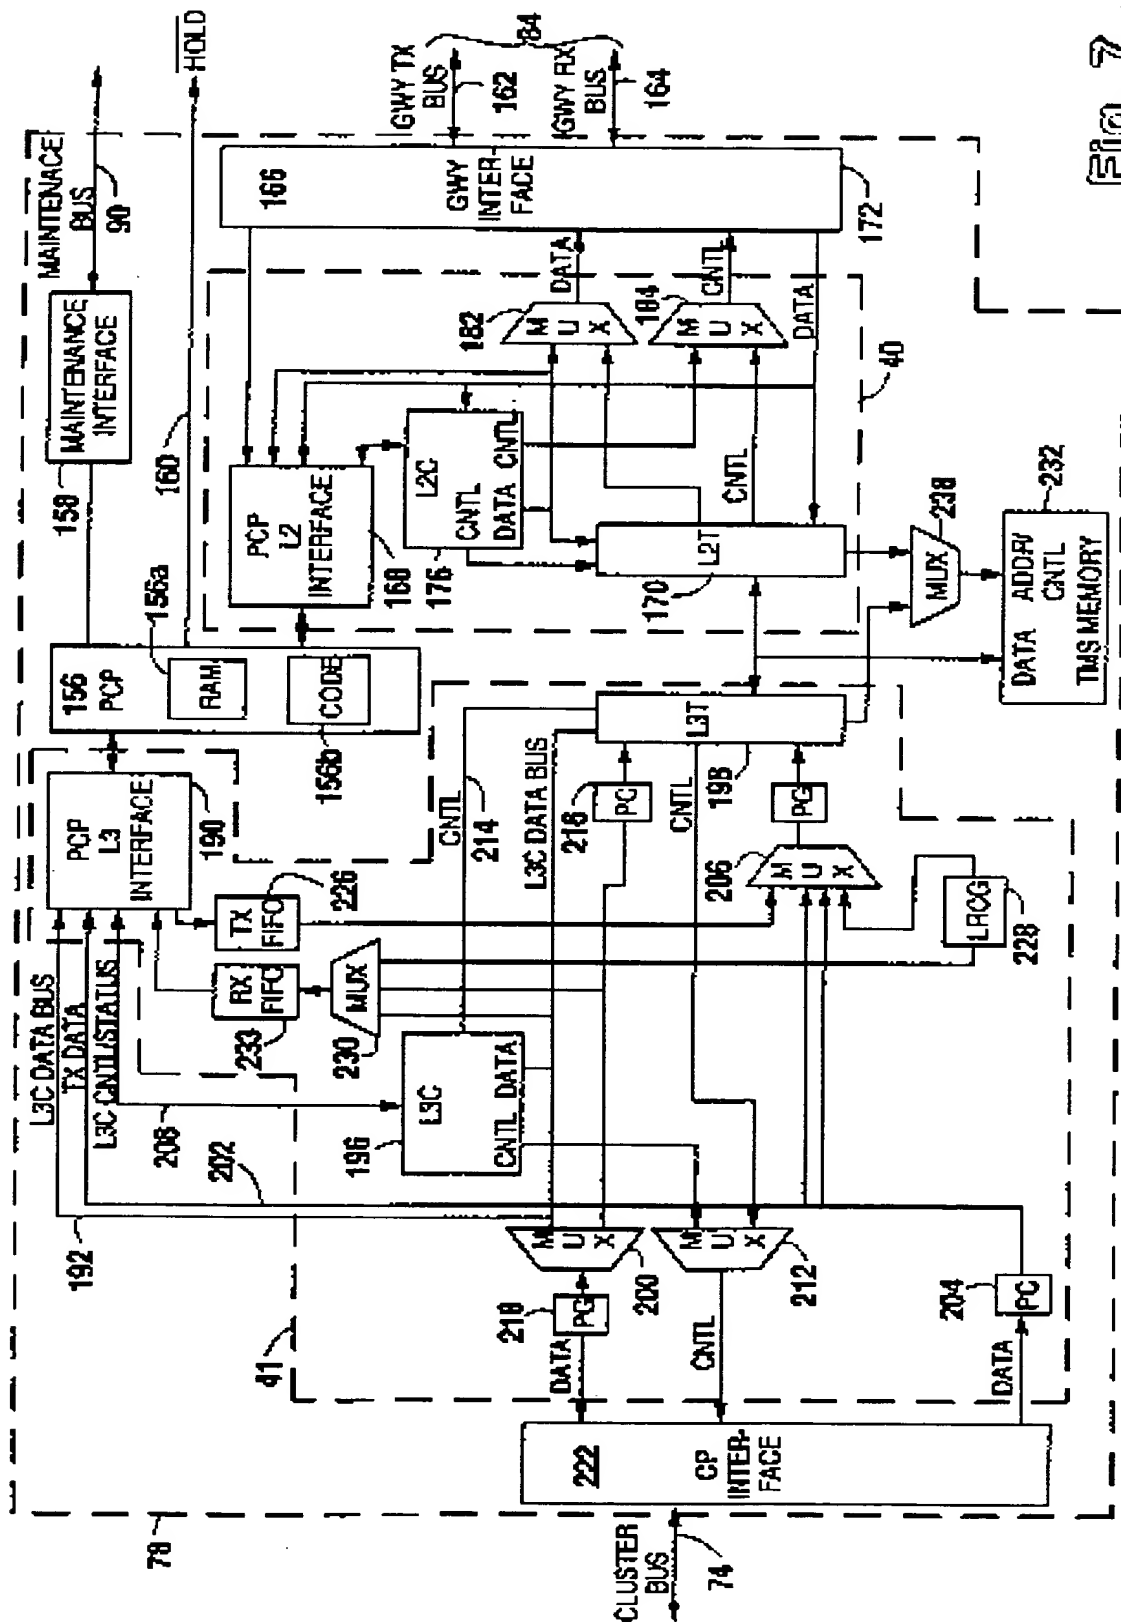 78
CLUSTER
BUS
74
222
CP
INTER-
FACE
DATA
218
PG
CNTL
DATA
204
PC
41
192
202
208
L3C DATA BUS
TX DATA
L3C CNTL/STATUS
PCP
L3
INTERFACE
190
TX
FIFO
226
RX
FIFO
233
MUX
230
L3C
196
CNTL DATA
M
U
X
200
M
U
X
212
CNTL
214
L3C DATA BUS
216
PC
CNTL
L3T
198
PG
206
M
U
X
LRCG
228
156
PCP
156a
RAM
CODE
156b
158
MAINTENANCE
INTERFACE
MAINTENACE
BUS
90
160
HOLD
PCP
L2
INTERFACE
168
L2C
CNTL
DATA CNTL
176
L2T
170
CNTL
182
M
U
X
DATA
184
M
U
X
CNTL
DATA
40
166
GWY
INTER-
FACE
172
GWY TX
BUS
162
84
GWY RX
BUS
164
MUX
238
DATA ADDR/
CNTL
TMS MEMORY
232
Fig. 7